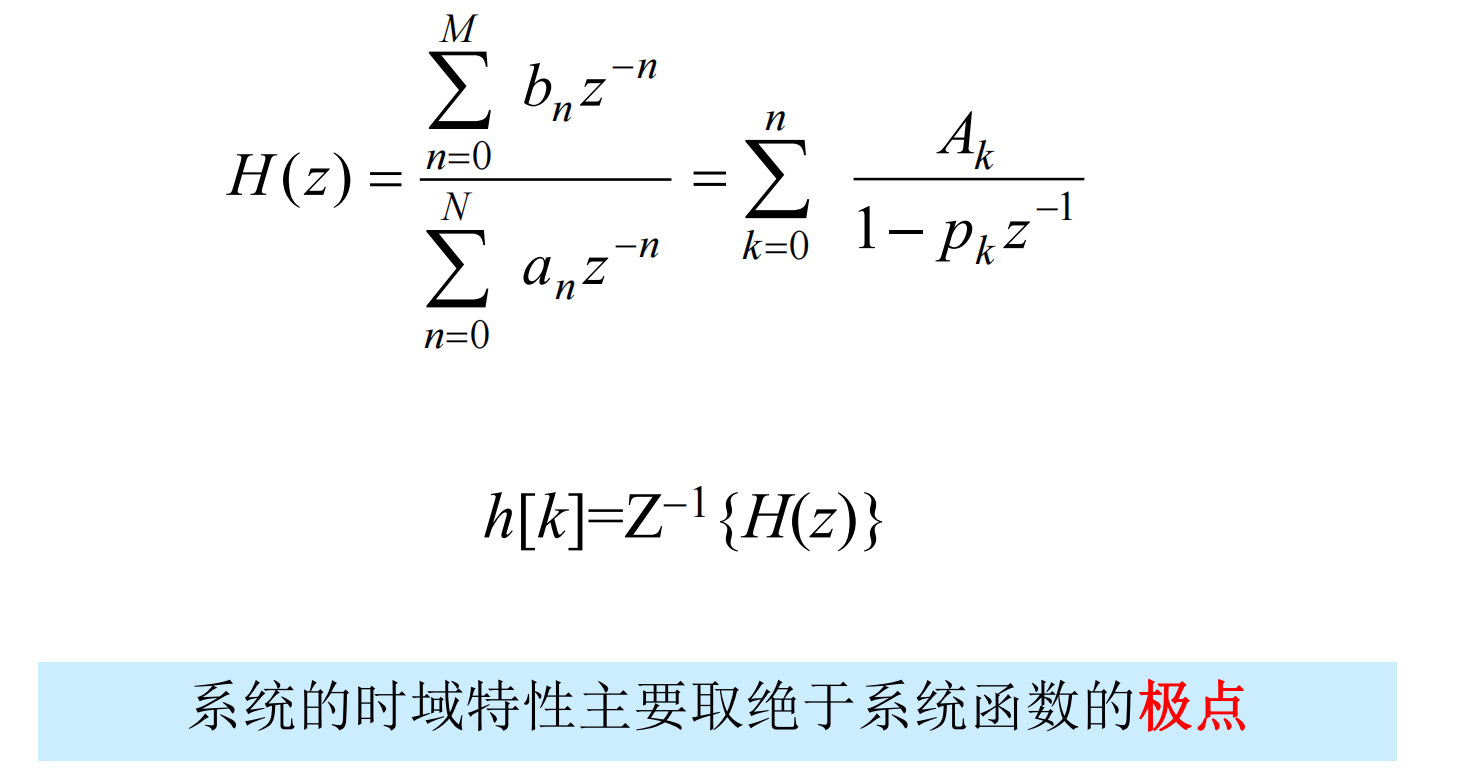 H(z) = \frac{\sum_{n=0}^{M} b_n z^{-n}}{\sum_{n=0}^{N} a_n z^{-n}} = \sum_{k=0}^{n} \frac{A_k}{1 - p_k z^{-1}}
h[k]=Z^{-1}{H(z)}
系统的时域特性主要取绝于系统函数的极点